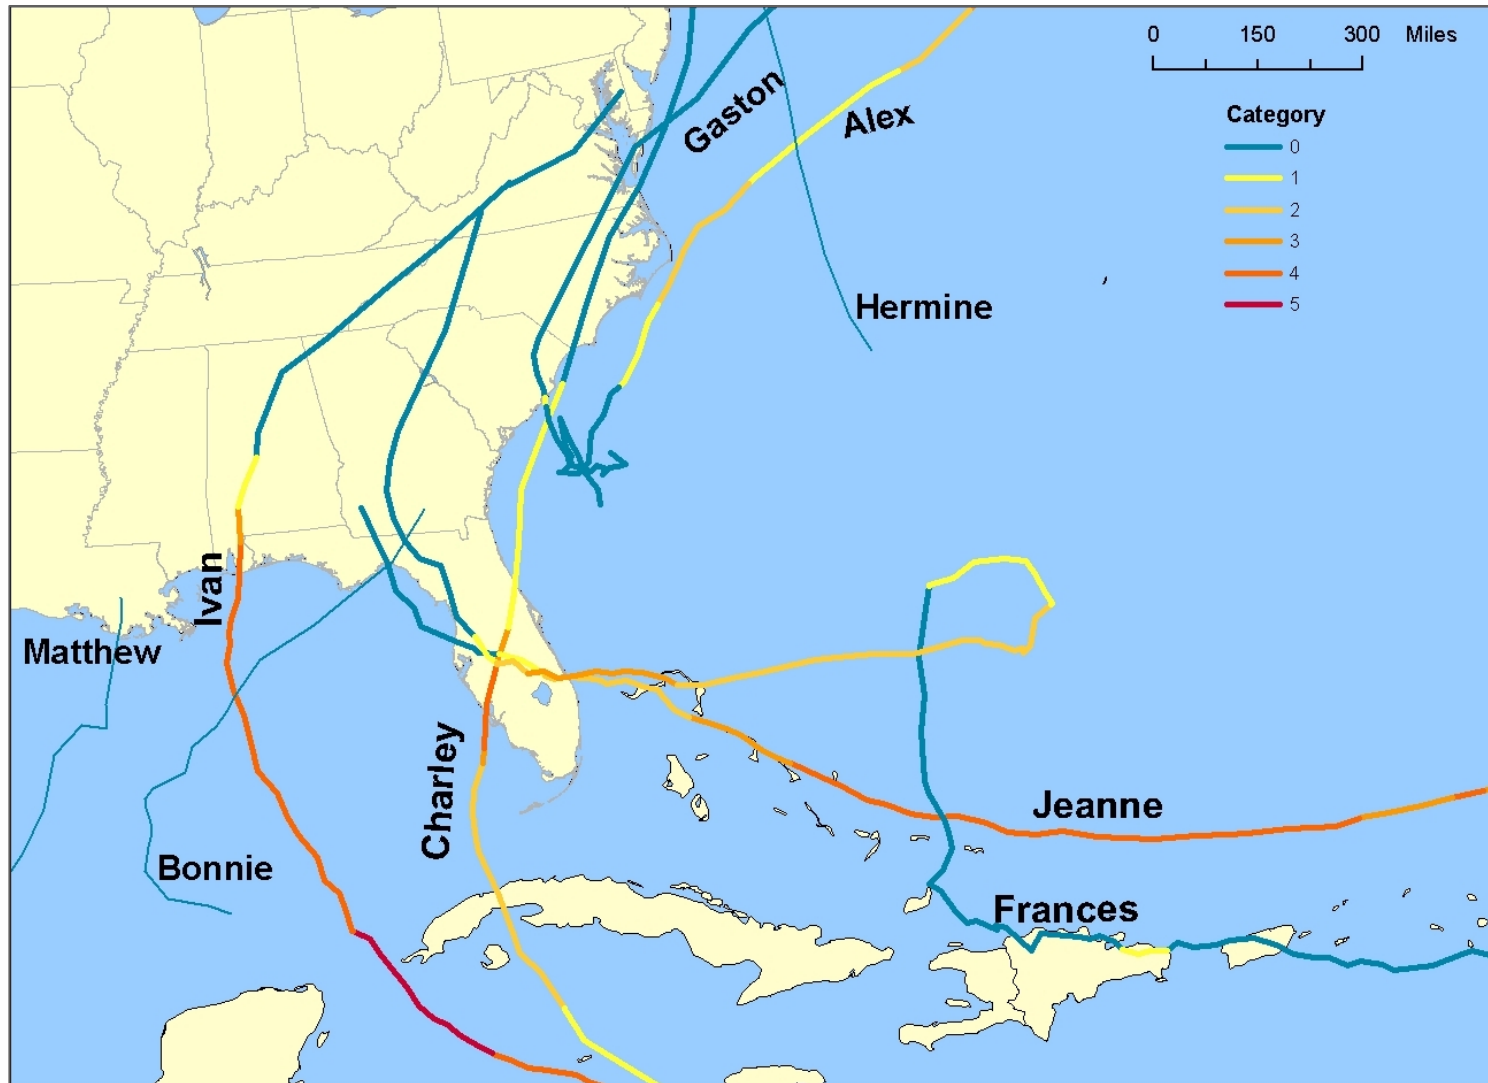 0 150 300 Miles
Category
0
1
2
3
4
5
Gaston
Alex
Hermine
Ivan
Matthew
Charley
Bonnie
Jeanne
Frances